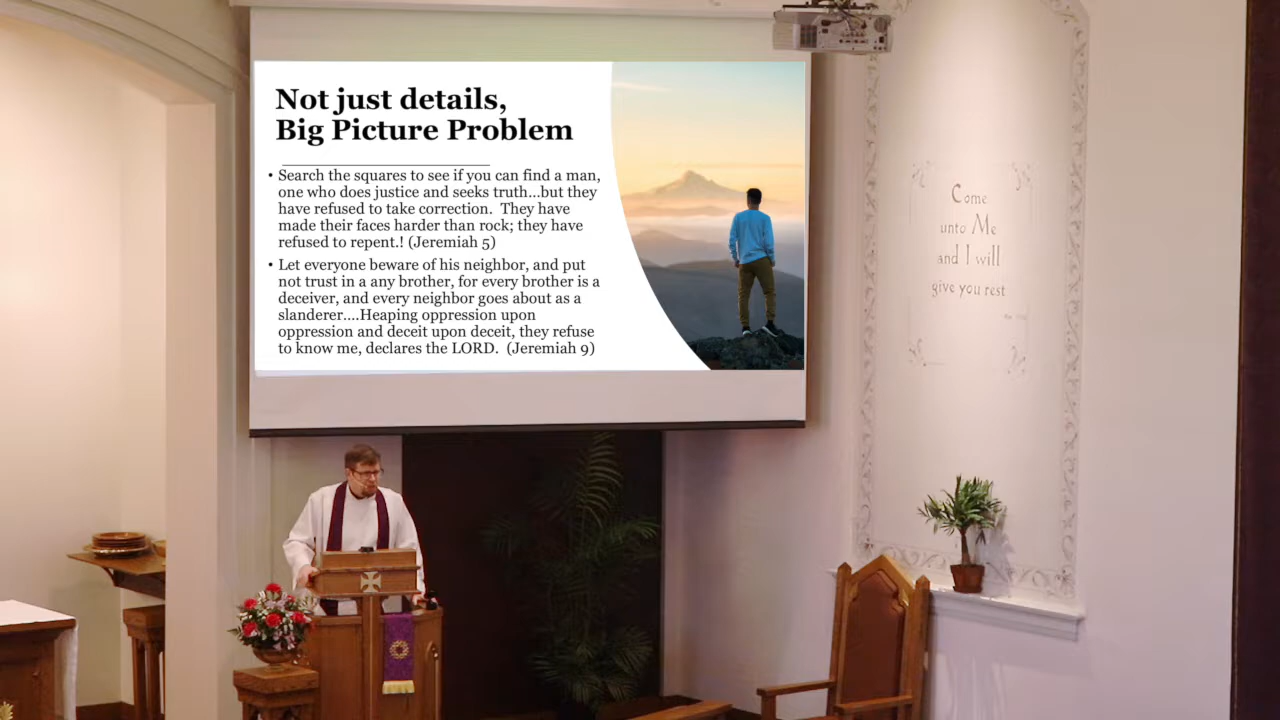 Not just details,
Big Picture Problem
• Search the squares to see if you can find a man,
one who does justice and seeks truth...but they
have refused to take correction.  They have
made their faces harder than rock; they have
refused to repent.! (Jeremiah 5)
• Let everyone beware of his neighbor, and put
not trust in a any brother, for every brother is a
deceiver, and every neighbor goes about as a
slanderer....Heaping oppression upon
oppression and deceit upon deceit, they refuse
to know me, declares the LORD.  (Jeremiah 9)
Come
unto Me
and I will
give you rest